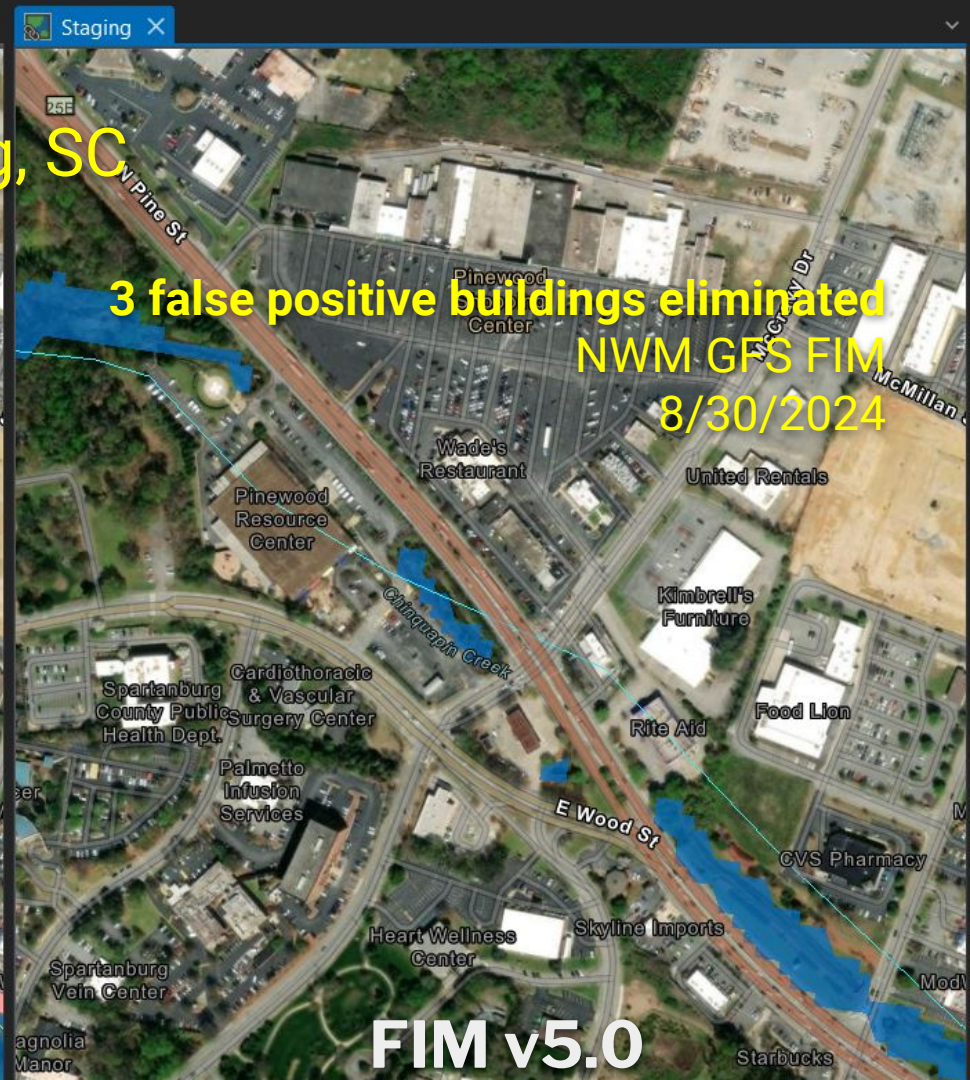 Staging
25E
g, SC
N Pine St
McCravy Dr
3 false positive buildings eliminated
Pinewood
Center
NWM GFS FIM
8/30/2024
McMillan
Wade's
Restaurant
United Rentals
Pinewood
Resource
Center
Kimbrell's
Furniture
Chinquapin Creek
Cardiothoracic
& Vascular
Surgery Center
Spartanburg
County Public
Health Dept.
Rite Aid
Food Lion
Palmetto
Infusion
Services
E Wood St
CVS Pharmacy
Heart Wellness
Center
Skyline Imports
Spartanburg
Vein Center
agnolia
Manor
FIM v5.0
Starbucks